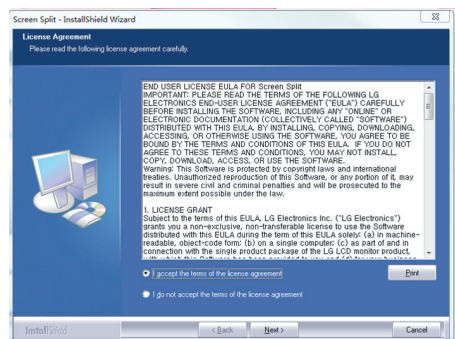 Screen Split - InstallShield Wizard
License Agreement
Please read the following license agreement carefully.
END USER LICENSE EULA FOR Screen Split
IMPORTANT: PLEASE READ THE TERMS OF THE FOLLOWING LG
ELECTRONICS END-USER LICENSE AGREEMENT ("EULA") CAREFULLY
BEFORE INSTALLING THE SOFTWARE, INCLUDING ANY "ONLINE" OR
ELECTRONIC DOCUMENTATION (COLLECTIVELY CALLED "SOFTWARE")
DISTRIBUTED WITH THIS EULA. BY INSTALLING, COPYING, DOWNLOADING,
ACCESSING, OR OTHERWISE USING THE SOFTWARE, YOU AGREE TO BE
BOUND BY THE TERMS AND CONDITIONS OF THIS EULA. IF YOU DO NOT
AGREE TO THESE TERMS AND CONDITIONS, YOU MAY NOT INSTALL,
COPY, DOWNLOAD, ACCESS, OR USE THE SOFTWARE.
Warning: This Software is protected by copyright laws and international
treaties. Unauthorized reproduction of this Software, or any portion of it, may
result in severe civil and criminal penalties and will be prosecuted to the
maximum extent possible under the law.
1. LICENSE GRANT
Subject to the terms of this EULA, LG Electronics Inc. ("LG Electronics")
grants you a non-exclusive, non-transferable license to use the Software
distributed with this EULA during the term of this EULA solely: (a) in machine-
readable, object-code form; (b) on a single computer; (c) as part of and in
connection with the single product package of the LG LCD monitor product,
I accept the terms of the license agreement
Print
I do not accept the terms of the license agreement
InstallShield
< Back
Next >
Cancel